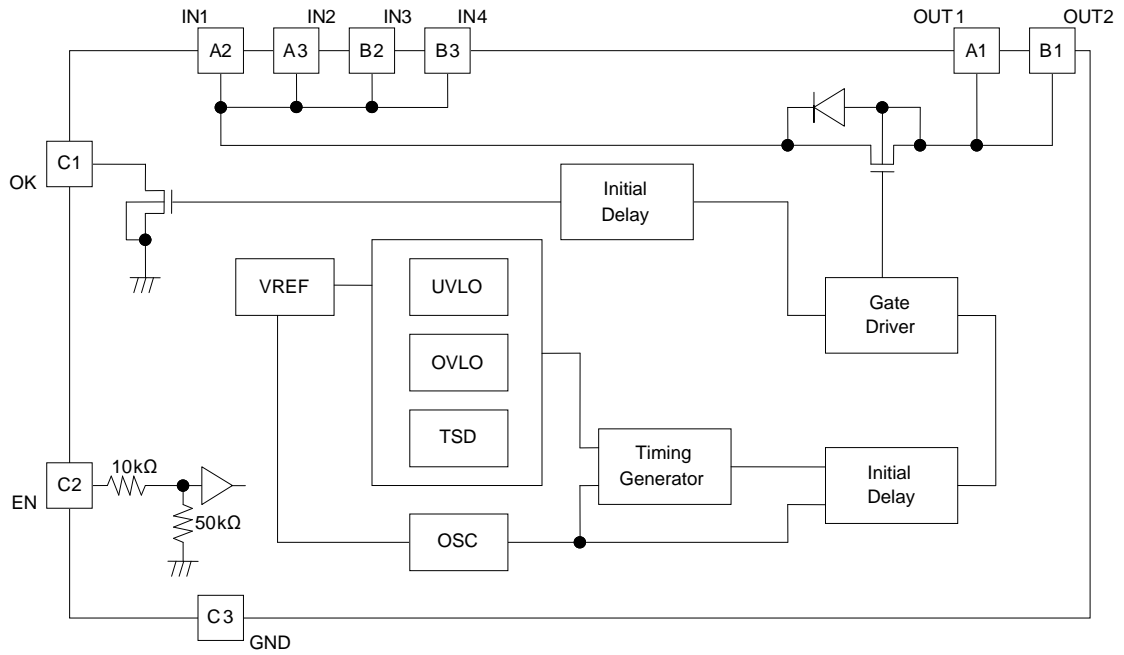 IN1 IN2 IN3 IN4 OUT1 OUT2
A2 A3 B2 B3 A1 B1
C1
OK
Initial
Delay
VREF
UVLO
OVLO
TSD
Gate
Driver
C2
EN
10kΩ
50kΩ
Timing
Generator
Initial
Delay
OSC
C3
GND